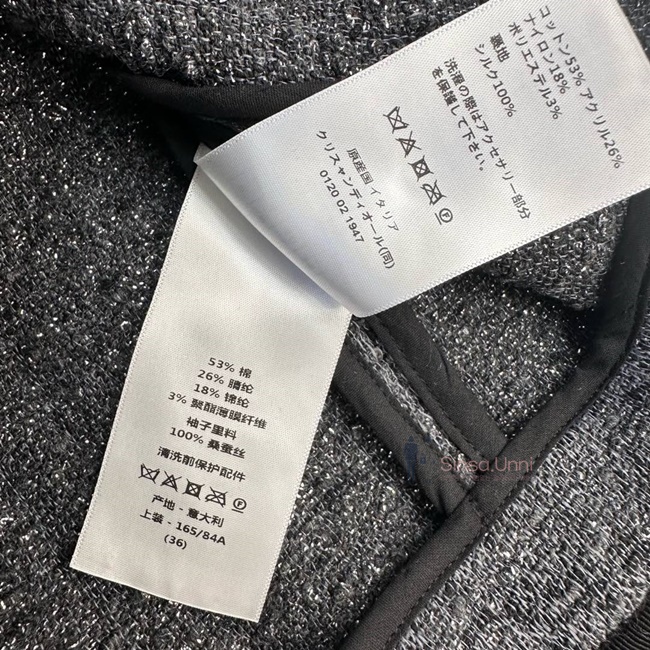 コットン53% アクリル26%
ナイロン18%
ポリエステル3%
裏地
シルク100%
洗濯の際はアクセサリー部分
を保護して下さい。
原産国 イタリア
クリスチャンディオール(同)
0120 02 1947
53% 棉
26% 腈纶
18% 锦纶
3% 聚酯薄膜纤维
袖子里料
100% 桑蚕丝
清洗前保护配件
产地 - 意大利
上装 - 165/84A
(36)